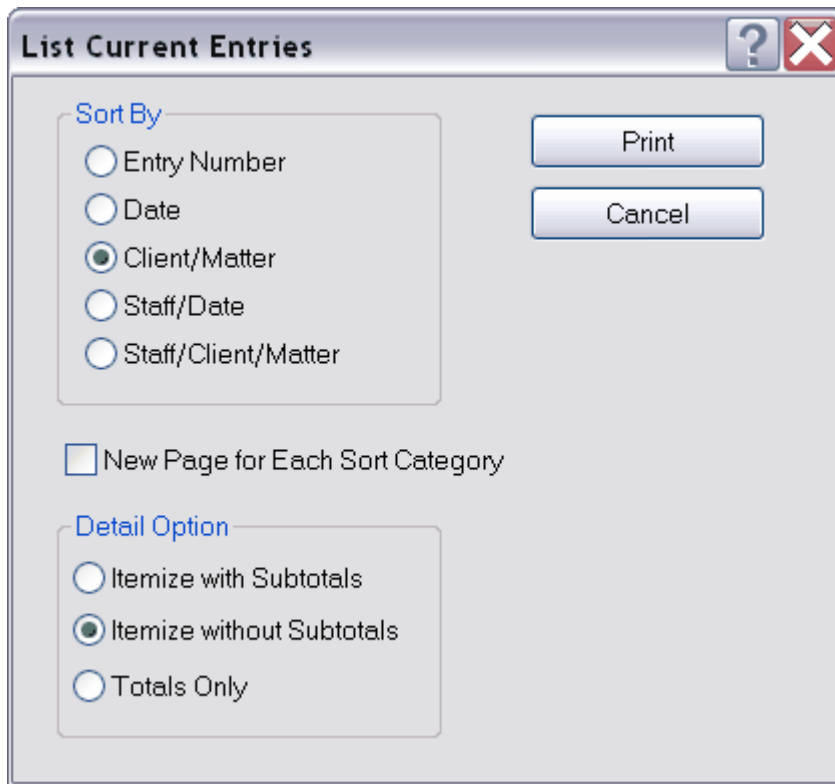 List Current Entries
?
Sort By
Entry Number
Date
Client/Matter
Staff/Date
Staff/Client/Matter
Print
Cancel
New Page for Each Sort Category
Detail Option
Itemize with Subtotals
Itemize without Subtotals
Totals Only